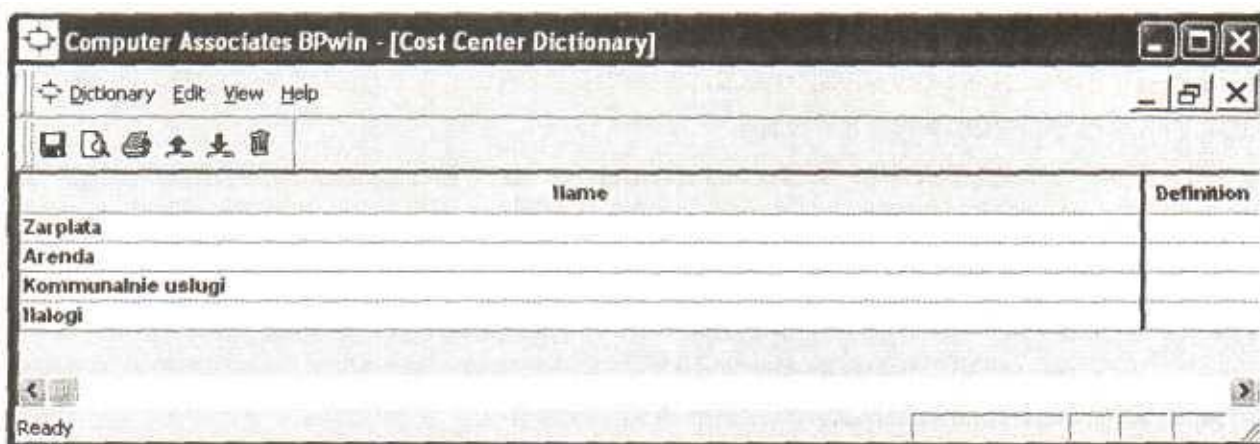 Computer Associates BPwin - [Cost Center Dictionary]
Dictionary Edit View Help
Name Definition
Zarplata
Arenda
Kommunalnie uslugi
Nalogi
Ready